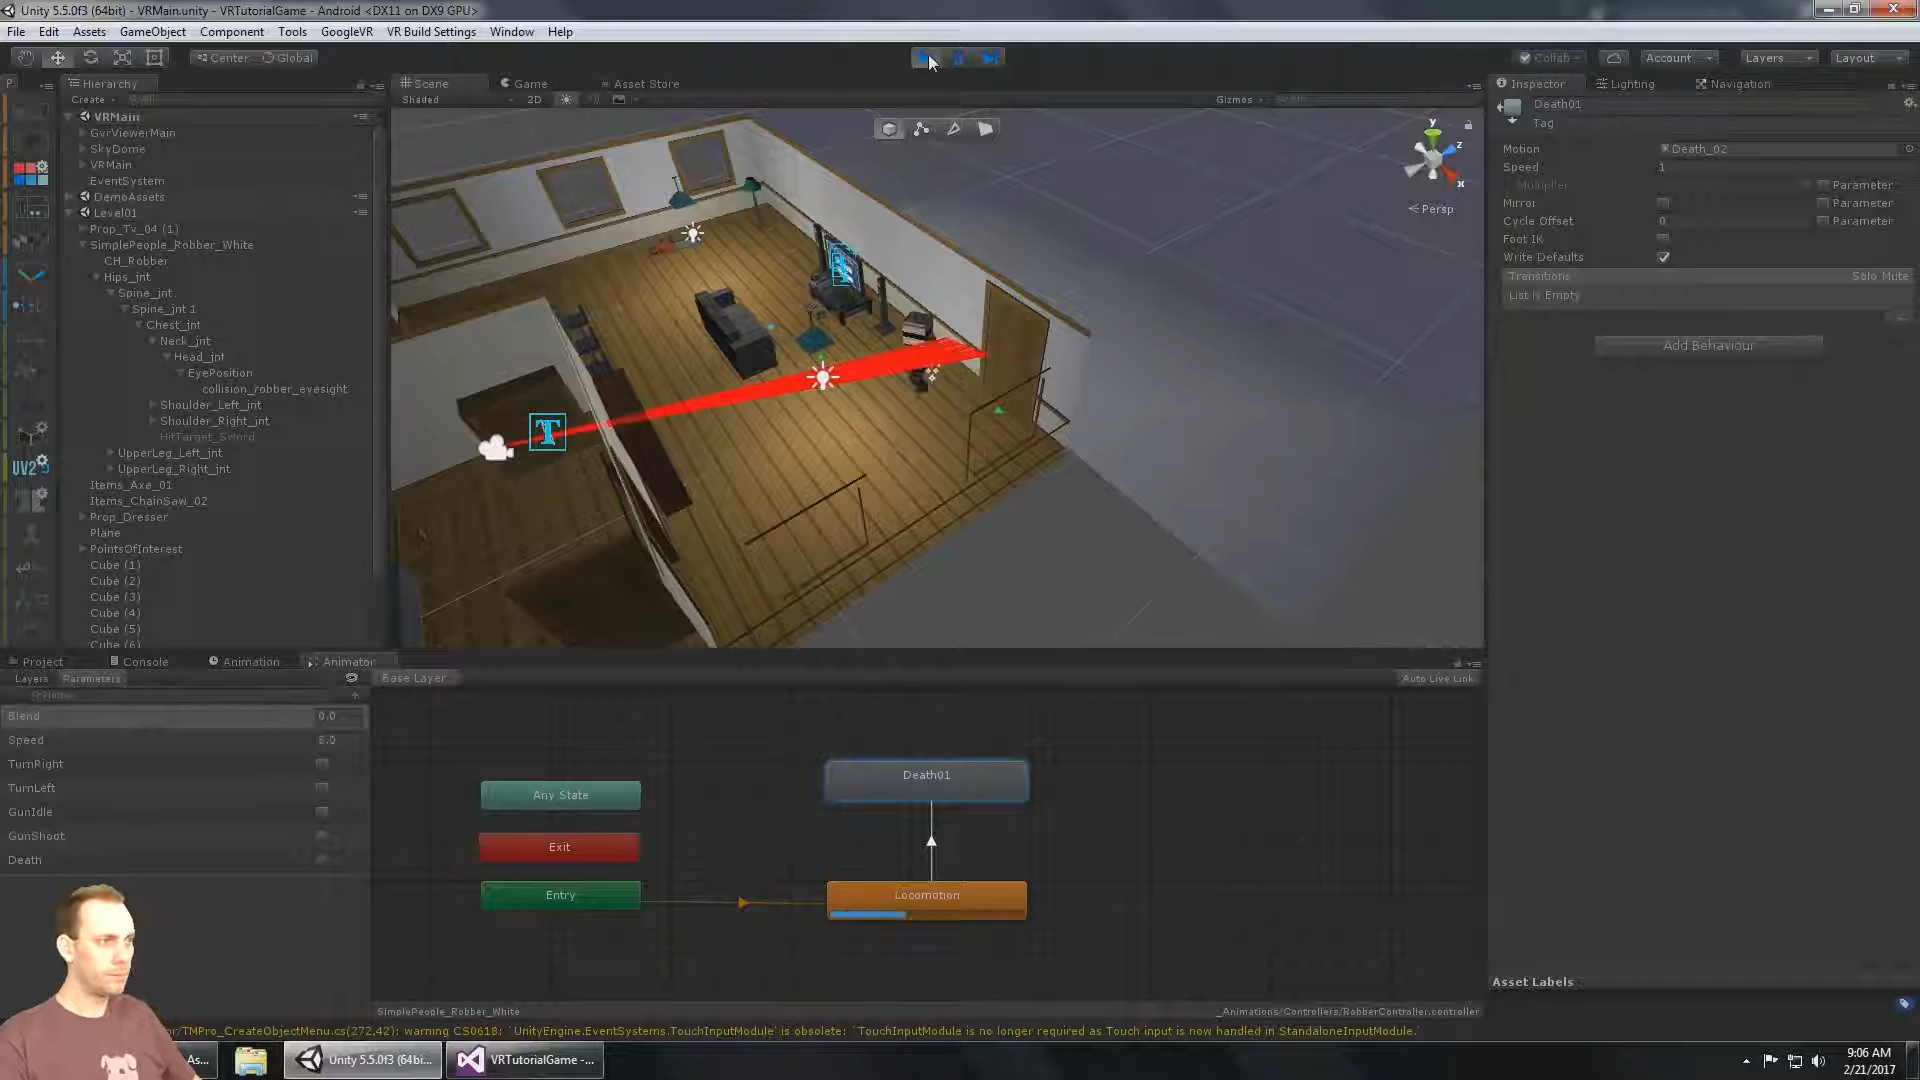 Unity 5.5.0f3 (64bit) - VRMain.unity - VRTutorialGame - Android <DX11 on DX9 GPU>
File Edit Assets GameObject Component Tools GoogleVR VR Build Settings Window Help
Center Global Collab Account Layers Layout
Hierarchy Scene Game Asset Store Inspector Lighting Navigation
Create Shaded 2D Gizmos
VRMain
GvrViewerMain
SkyDome
VRMain
EventSystem
DemoAssets
Level01
Prop_Tv_04 (1)
SimplePeople_Robber_White
CH_Robber
Hips_jnt
Spine_jnt
Spine_jnt 1
Chest_jnt
Neck_jnt
Head_jnt
EyePosition
collision_robber_eyesight
Shoulder_Left_jnt
Shoulder_Right_jnt
HitTarget_Sword
UpperLeg_Left_jnt
UpperLeg_Right_jnt
Items_Axe_01
Items_ChainSaw_02
Prop_Dresser
Plane
PointsOfInterest
Cube (1)
Cube (2)
Cube (3)
Cube (4)
Cube (5)
Cube (6)
UV2
y
z
x
Persp
T
Death01
Tag
Motion Death_02
Speed 1
Multiplier Parameter
Mirror Parameter
Cycle Offset 0 Parameter
Foot IK
Write Defaults
Transitions Solo Mute
List is Empty
Add Behaviour
Asset Labels
Project Console Animation Animator
Layers Parameters Base Layer Auto Live Link
Blend 0.0
Speed
TurnRight
TurnLeft
GunIdle
GunShoot
Death
Any State
Exit
Entry
Death01
Locomotion
SimplePeople_Robber_White _Animations/Controllers/RobberController.controller
or/TMPro_CreateObjectMenu.cs(272,42): warning CS0618: `UnityEngine.EventSystems.TouchInputModule' is obsolete: `TouchInputModule is no longer required as Touch input is now handled in StandaloneInputModule.'
As... Unity 5.5.0f3 (64bi... VRTutorialGame -...
9:06 AM
2/21/2017